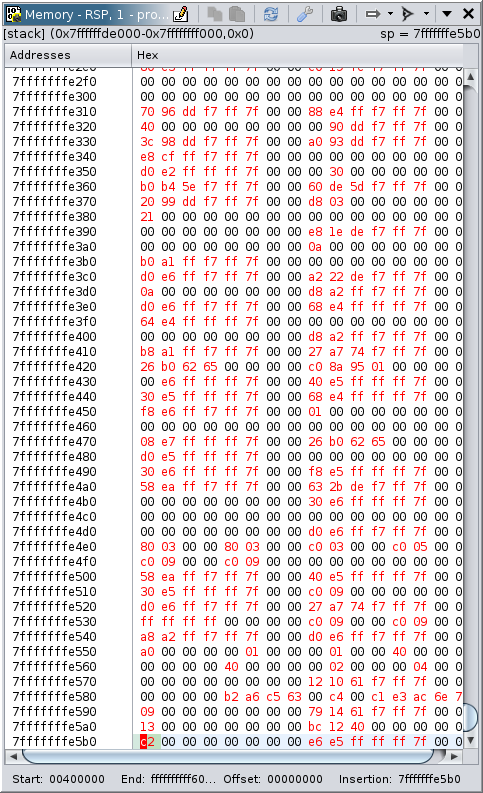 Memory - RSP, 1 - pro...
[stack] (0x7ffffffde000-0x7ffffffff000,0x0) sp = 7fffffffe5b0
Addresses Hex
7fffffffe2f0 00 00 00 00 00 00 00 00 00 00 00 00 00 00 0
7fffffffe300 00 00 00 00 00 00 00 00 00 00 00 00 00 00 0
7fffffffe310 70 96 dd f7 ff 7f 00 00 88 e4 ff f7 ff 7f 00 0
7fffffffe320 40 00 00 00 00 00 00 00 00 90 dd f7 ff 7f 00 0
7fffffffe330 3c 98 dd f7 ff 7f 00 00 a0 93 dd f7 ff 7f 00 0
7fffffffe340 e8 cf ff f7 ff 7f 00 00 00 00 00 00 00 00 00 0
7fffffffe350 d0 e2 ff ff ff 7f 00 00 00 30 00 00 00 00 00 0
7fffffffe360 b0 b4 5e f7 ff 7f 00 00 60 de 5d f7 ff 7f 00 0
7fffffffe370 20 99 dd f7 ff 7f 00 00 d8 03 00 00 00 00 00 0
7fffffffe380 21 00 00 00 00 00 00 00 00 00 00 00 00 00 00 0
7fffffffe390 00 00 00 00 00 00 00 00 e8 1e de f7 ff 7f 00 0
7fffffffe3a0 00 00 00 00 00 00 00 00 0a 00 00 00 00 00 00 0
7fffffffe3b0 b0 a1 ff f7 ff 7f 00 00 00 00 00 00 00 00 00 0
7fffffffe3c0 d0 e6 ff f7 ff 7f 00 00 a2 22 de f7 ff 7f 00 0
7fffffffe3d0 0a 00 00 00 00 00 00 00 d8 a2 ff f7 ff 7f 00 0
7fffffffe3e0 d0 e6 ff f7 ff 7f 00 00 68 e4 ff ff ff 7f 00 0
7fffffffe3f0 64 e4 ff ff ff 7f 00 00 00 00 00 00 00 00 00 0
7fffffffe400 00 00 00 00 00 00 00 00 d8 a2 ff f7 ff 7f 00 0
7fffffffe410 b8 a1 ff f7 ff 7f 00 00 27 a7 74 f7 ff 7f 00 0
7fffffffe420 26 b0 62 65 00 00 00 00 c0 8a 95 01 00 00 00 0
7fffffffe430 00 e6 ff ff ff 7f 00 00 40 e5 ff ff ff 7f 00 0
7fffffffe440 30 e5 ff ff ff 7f 00 00 68 e4 ff ff ff 7f 00 0
7fffffffe450 f8 e6 ff f7 ff 7f 00 00 01 00 00 00 00 00 00 0
7fffffffe460 00 00 00 00 00 00 00 00 00 00 00 00 00 00 00 0
7fffffffe470 08 e7 ff ff ff 7f 00 00 26 b0 62 65 00 00 00 0
7fffffffe480 d0 e5 ff ff ff 7f 00 00 00 00 00 00 00 00 00 0
7fffffffe490 30 e6 ff ff ff 7f 00 00 f8 e5 ff ff ff 7f 00 0
7fffffffe4a0 58 ea ff f7 ff 7f 00 00 63 2b de f7 ff 7f 00 0
7fffffffe4b0 00 00 00 00 00 00 00 00 30 e6 ff ff ff 7f 00 0
7fffffffe4c0 00 00 00 00 00 00 00 00 00 00 00 00 00 00 00 0
7fffffffe4d0 00 00 00 00 00 00 00 00 d0 e6 ff f7 ff 7f 00 0
7fffffffe4e0 80 03 00 00 80 03 00 00 c0 03 00 00 c0 05 00 0
7fffffffe4f0 c0 09 00 00 c0 09 00 00 00 00 00 00 00 00 00 0
7fffffffe500 58 ea ff f7 ff 7f 00 00 40 e5 ff ff ff 7f 00 0
7fffffffe510 30 e5 ff ff ff 7f 00 00 c0 09 00 00 00 00 00 0
7fffffffe520 d0 e6 ff f7 ff 7f 00 00 27 a7 74 f7 ff 7f 00 0
7fffffffe530 ff ff ff ff 00 00 00 00 c0 09 00 00 c0 09 00 0
7fffffffe540 a8 a2 ff f7 ff 7f 00 00 d0 e6 ff f7 ff 7f 00 0
7fffffffe550 a0 00 00 00 00 01 00 00 00 01 00 00 40 00 00 0
7fffffffe560 00 00 00 00 40 00 00 00 00 02 00 00 00 04 00 0
7fffffffe570 00 00 00 00 00 00 00 00 12 10 61 f7 ff 7f 00 0
7fffffffe580 00 00 00 00 b2 a6 c5 63 00 c4 00 c1 e3 ac 6e 7
7fffffffe590 09 00 00 00 00 00 00 00 79 14 61 f7 ff 7f 00 0
7fffffffe5a0 13 00 00 00 00 00 00 00 bc 12 40 00 00 00 00 0
7fffffffe5b0 c2 00 00 00 00 00 00 00 e6 e5 ff ff ff 7f 00 0
Start: 00400000 End: ffffffffff60... Offset: 00000000 Insertion: 7fffffffe5b0